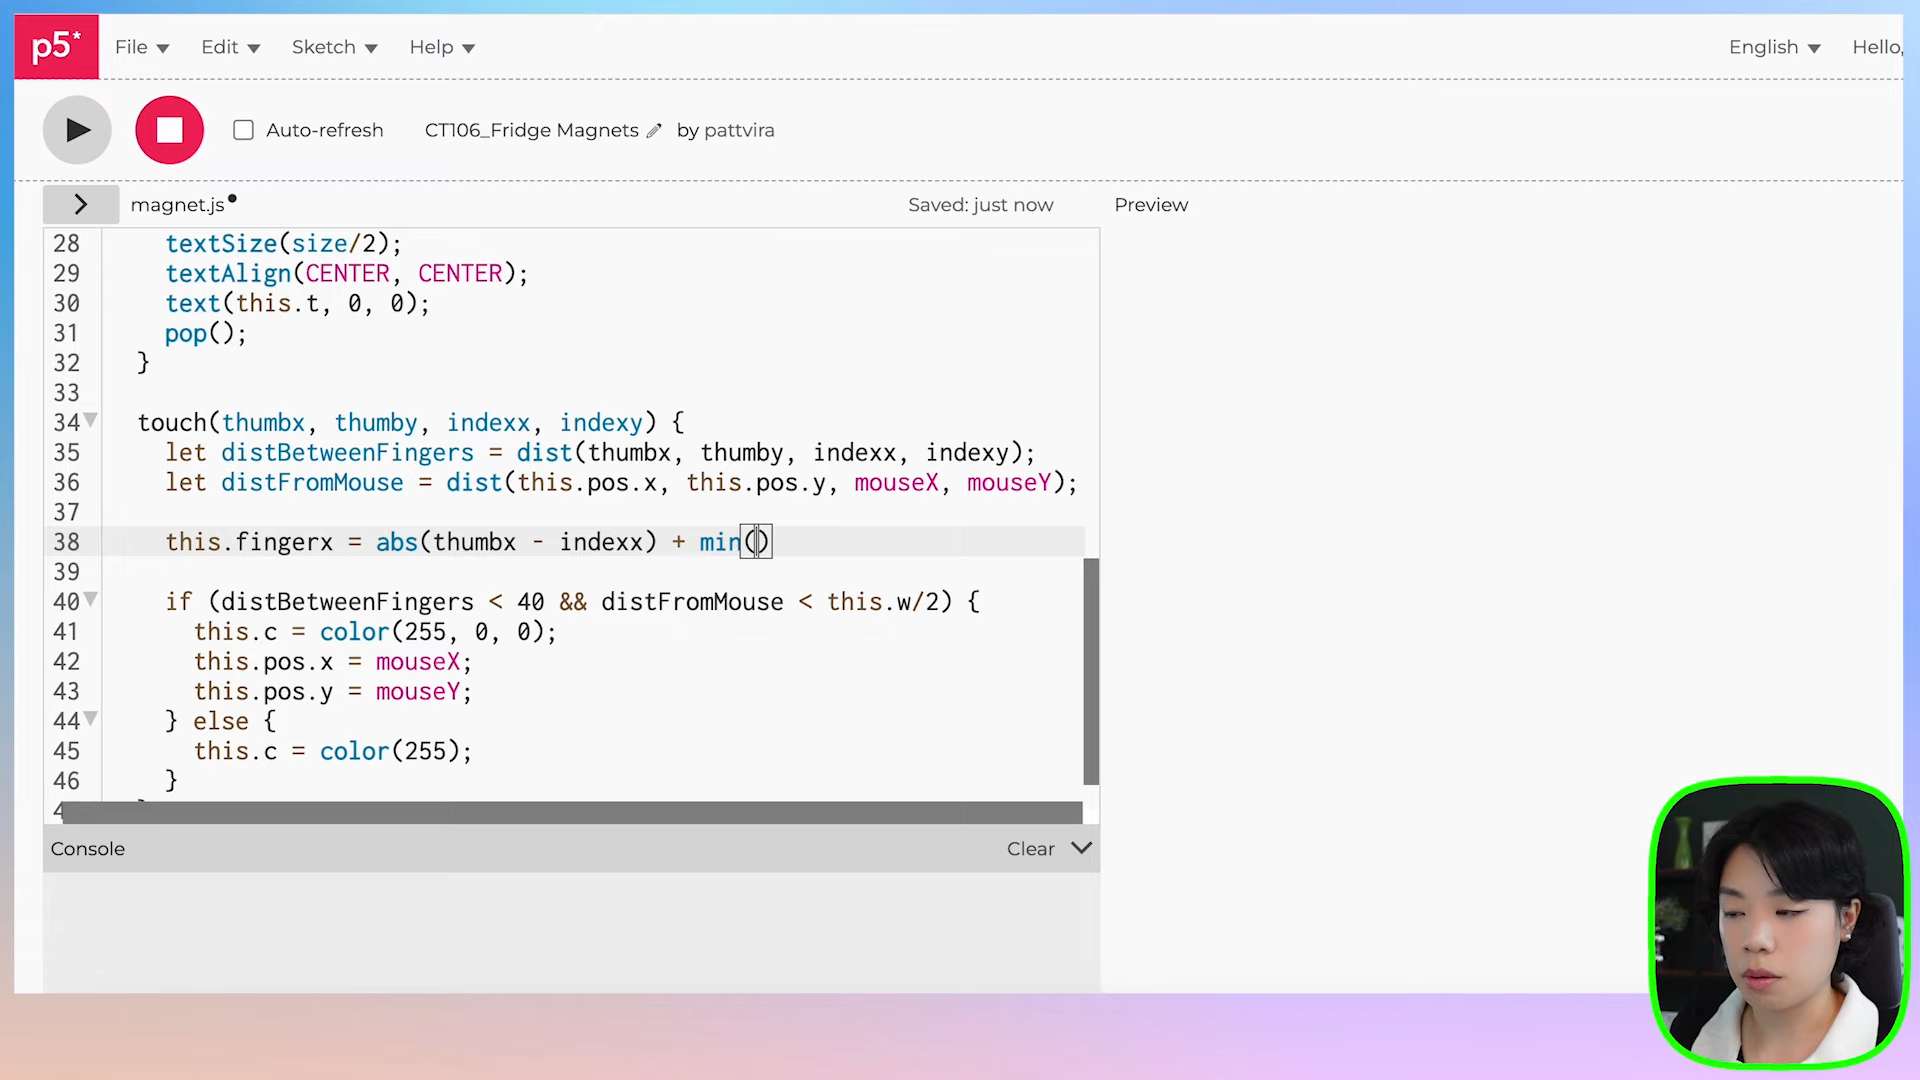 p5*
File
Edit
Sketch
Help
English
Hello,
Auto-refresh
CT106_Fridge Magnets
by pattvira
magnet.js
Saved: just now
Preview
28 textSize(size/2);
29 textAlign(CENTER, CENTER);
30 text(this.t, 0, 0);
31 pop();
32 }
33
34 touch(thumbx, thumby, indexx, indexy) {
35 let distBetweenFingers = dist(thumbx, thumby, indexx, indexy);
36 let distFromMouse = dist(this.pos.x, this.pos.y, mouseX, mouseY);
37
38 this.fingerx = abs(thumbx - indexx) + min()
39
40 if (distBetweenFingers < 40 && distFromMouse < this.w/2) {
41 this.c = color(255, 0, 0);
42 this.pos.x = mouseX;
43 this.pos.y = mouseY;
44 } else {
45 this.c = color(255);
46 }
Console
Clear